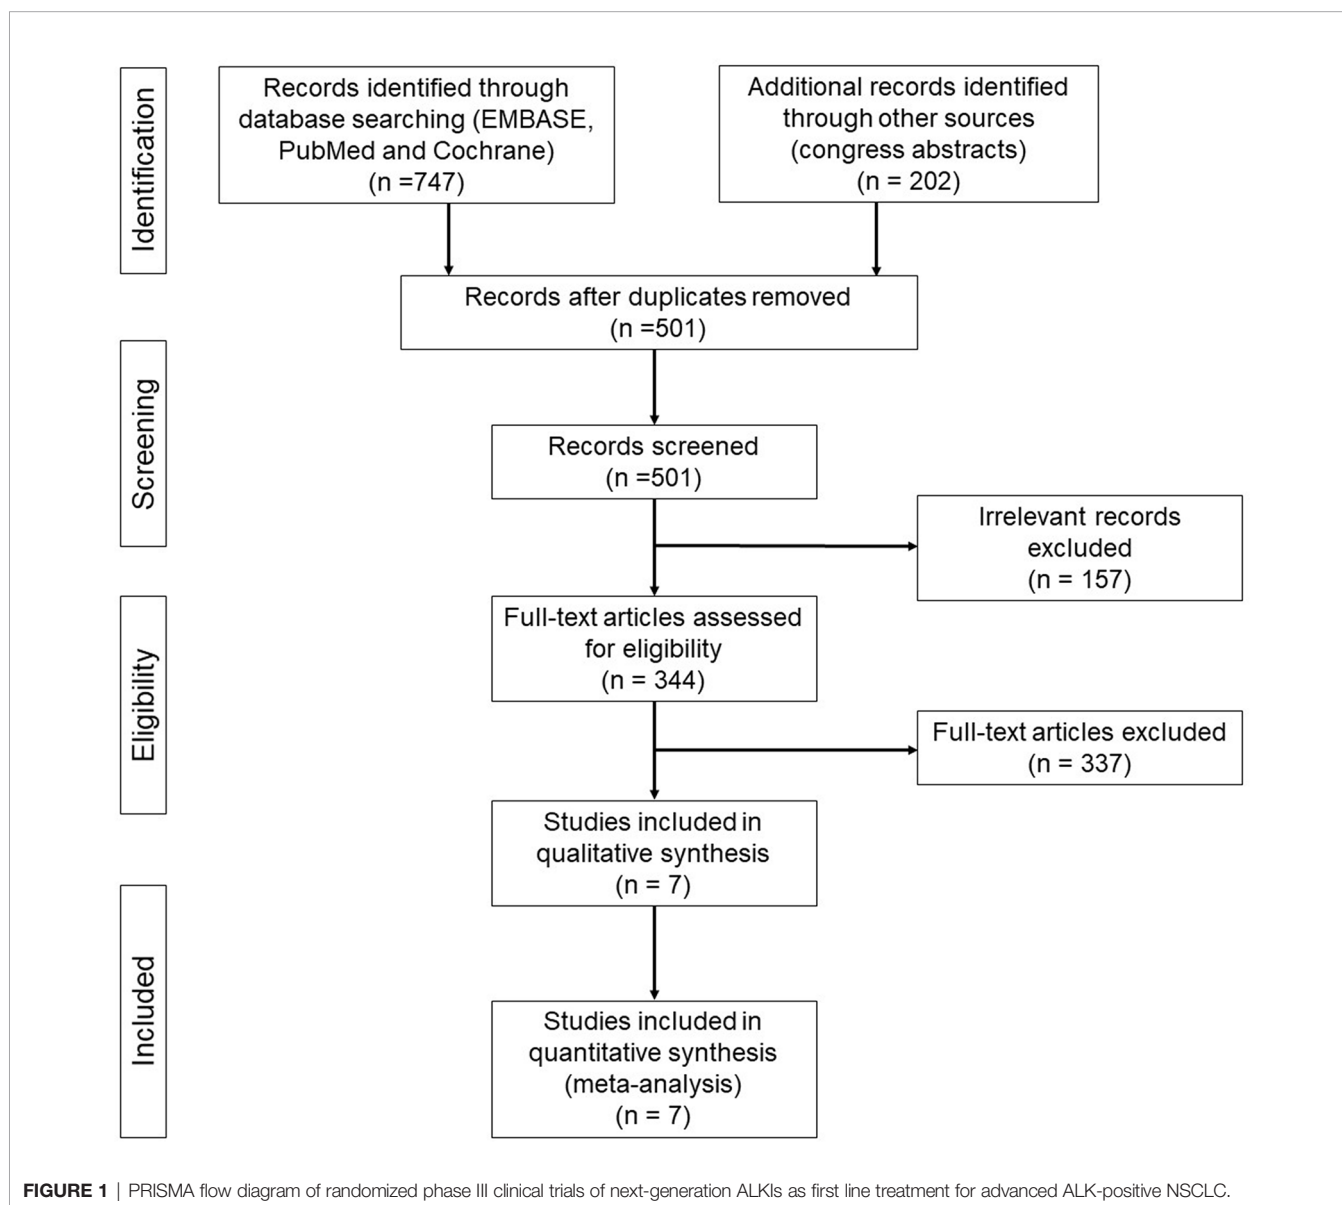 Identification
Records identified through
database searching (EMBASE,
PubMed and Cochrane)
(n =747)
Additional records identified
through other sources
(congress abstracts)
(n = 202)
Records after duplicates removed
(n =501)
Screening
Records screened
(n =501)
Irrelevant records
excluded
(n = 157)
Eligibility
Full-text articles assessed
for eligibility
(n = 344)
Full-text articles excluded
(n = 337)
Studies included in
qualitative synthesis
(n = 7)
Included
Studies included in
quantitative synthesis
(meta-analysis)
(n = 7)
FIGURE 1 | PRISMA flow diagram of randomized phase III clinical trials of next-generation ALKIs as first line treatment for advanced ALK-positive NSCLC.